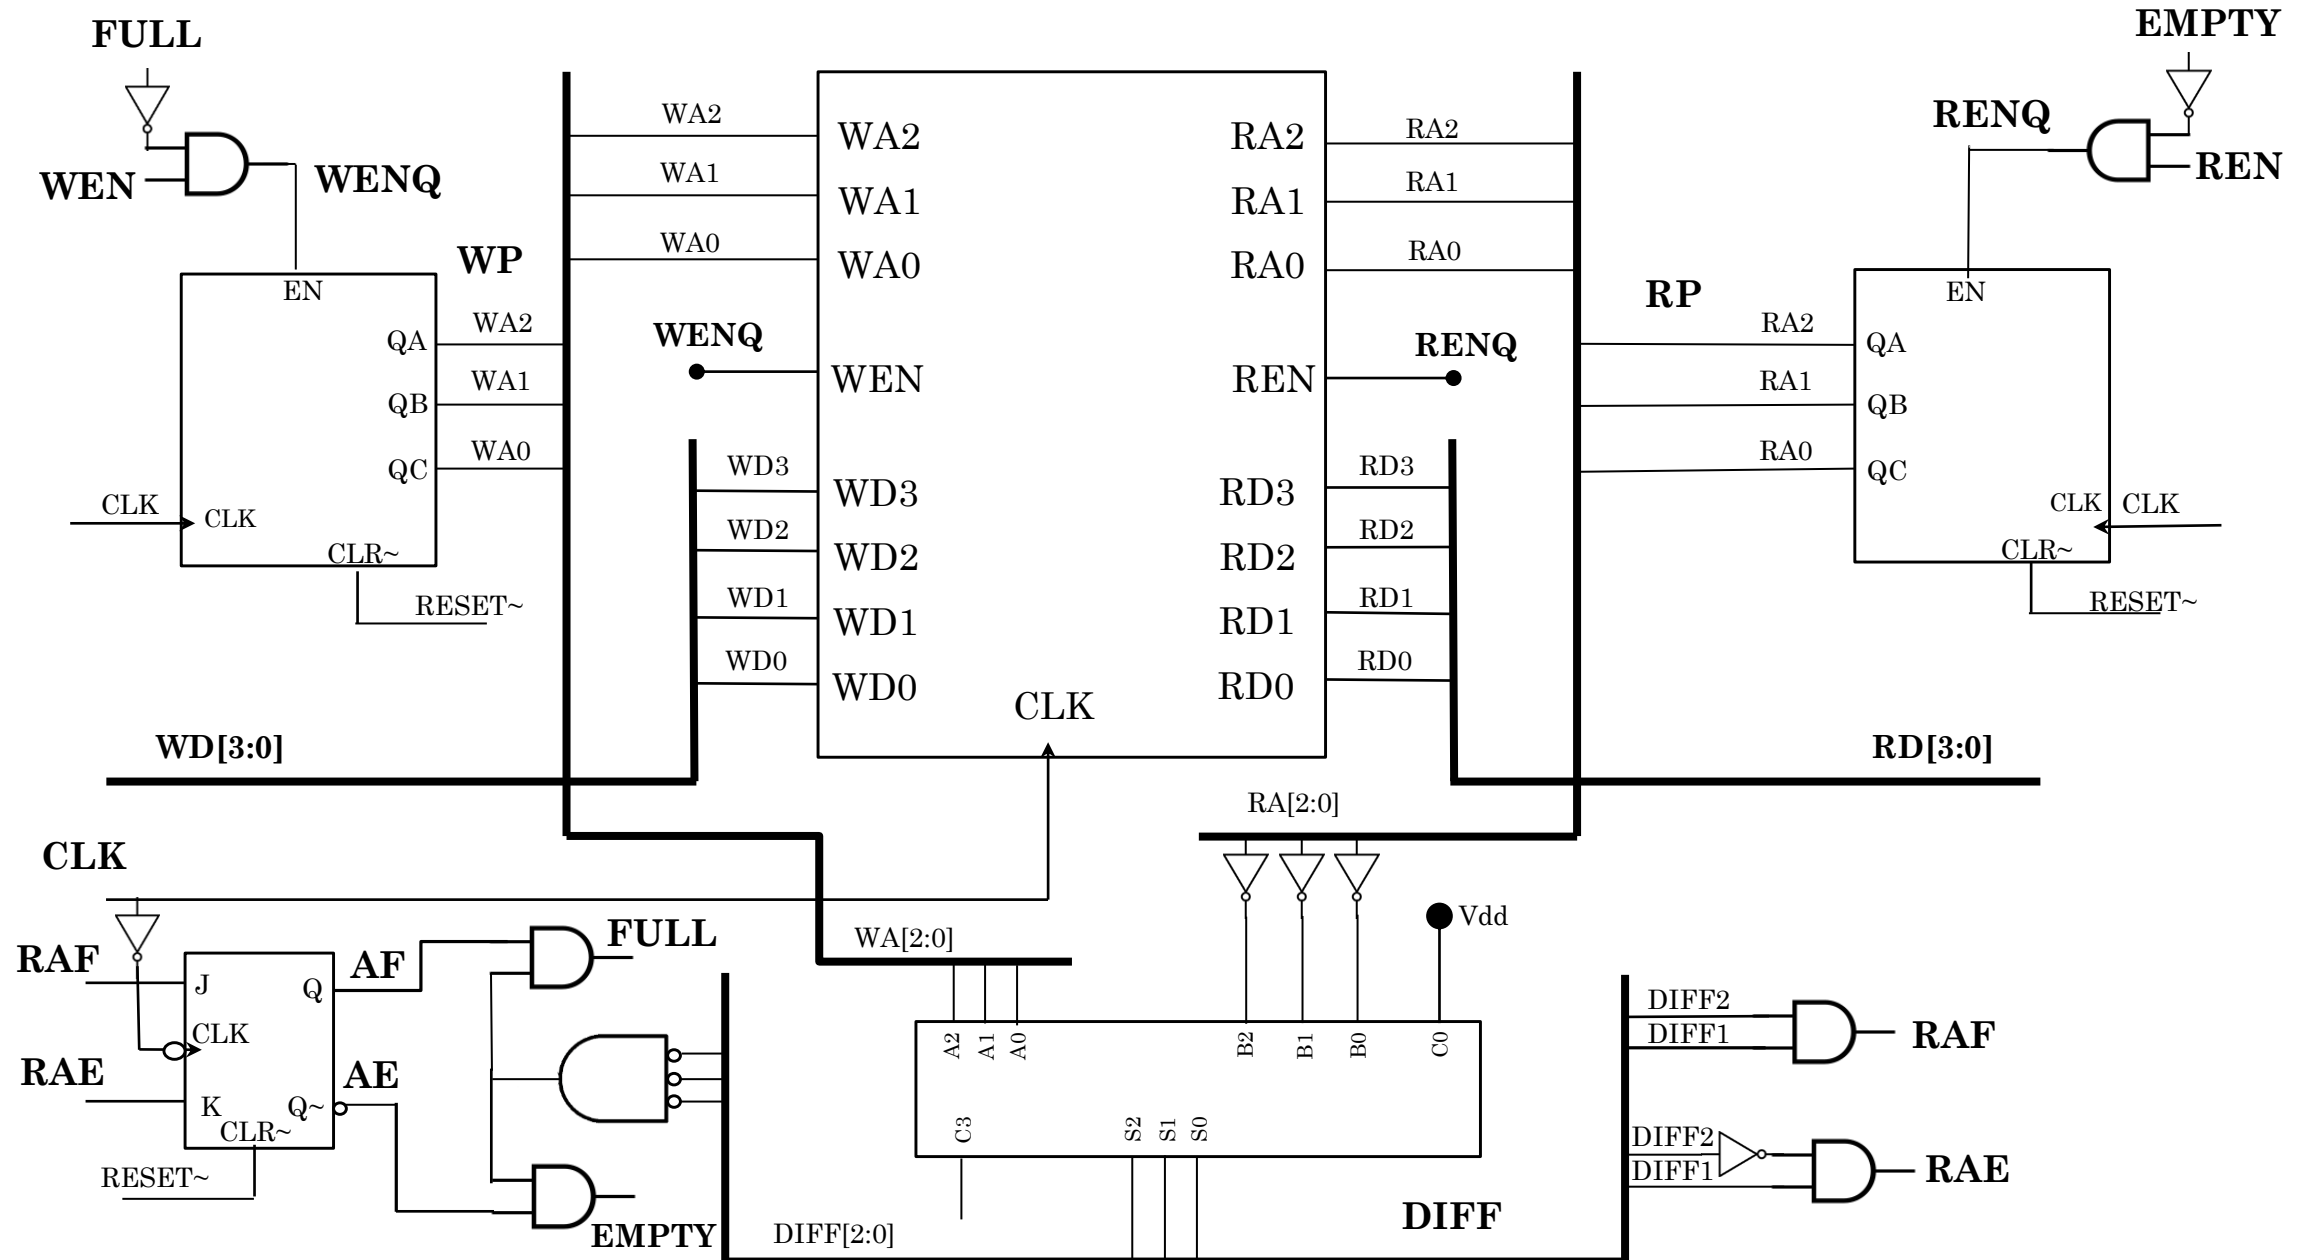 FULL
EMPTY
WEN
WENQ
RENQ
REN
WP
RP
WA2
WA1
WA0
WA2
WA1
WA0
RA2
RA1
RA0
RA2
RA1
RA0
WENQ
WEN
REN
RENQ
WD3
WD2
WD1
WD0
WD3
WD2
WD1
WD0
RD3
RD2
RD1
RD0
RD3
RD2
RD1
RD0
CLK
EN
QA
QB
QC
CLK
CLR~
WA2
WA1
WA0
CLK
RESET~
EN
QA
QB
QC
CLK
CLR~
RA2
RA1
RA0
CLK
RESET~
WD[3:0]
RD[3:0]
RA[2:0]
CLK
WA[2:0]
Vdd
RAF
RAE
J
Q
CLK
K
Q~
CLR~
RESET~
AF
AE
FULL
EMPTY
A2
A1
A0
B2
B1
B0
C0
C3
S2
S1
S0
DIFF[2:0]
DIFF
DIFF2
DIFF1
RAF
DIFF2
DIFF1
RAE